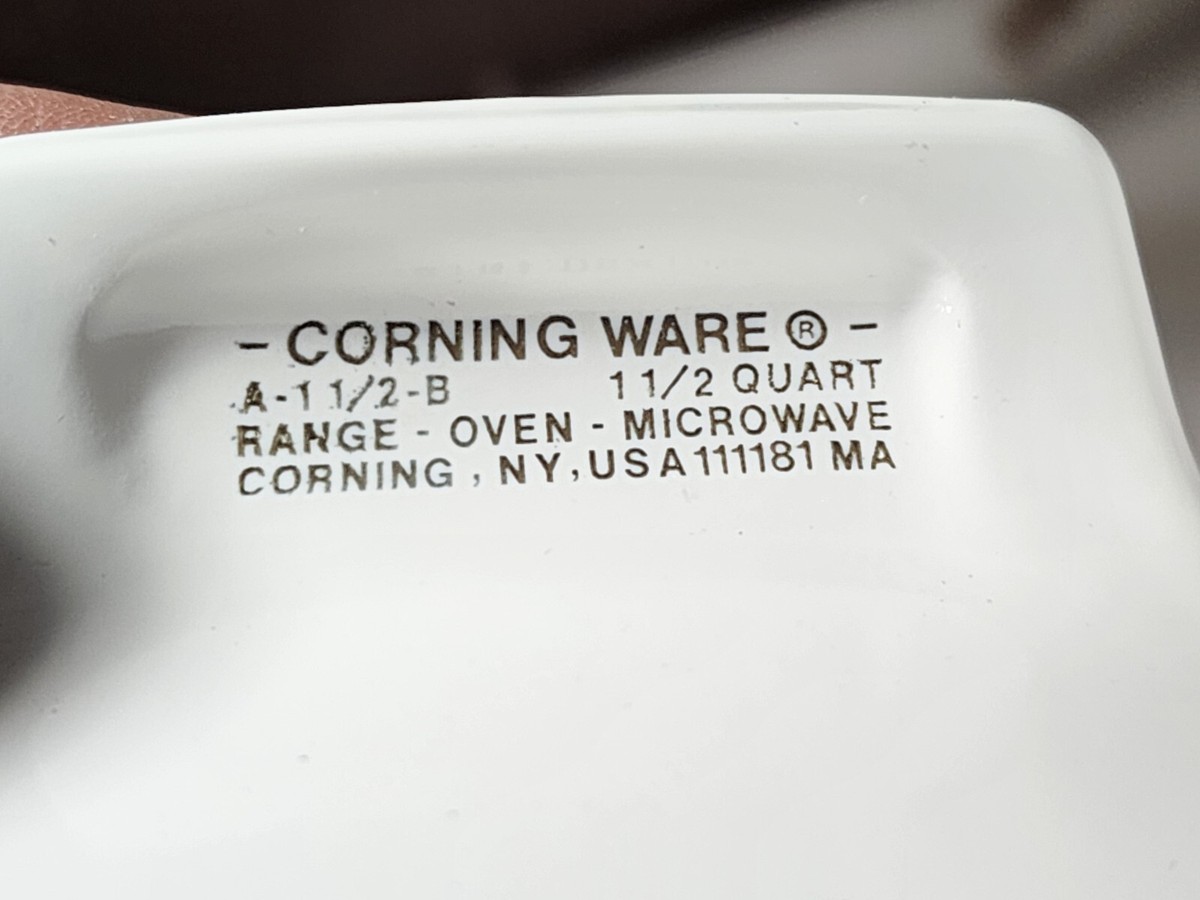 - CORNING WARE ® -
A-1 1/2-B 1 1/2 QUART
RANGE - OVEN - MICROWAVE
CORNING , NY, USA 111181 MA